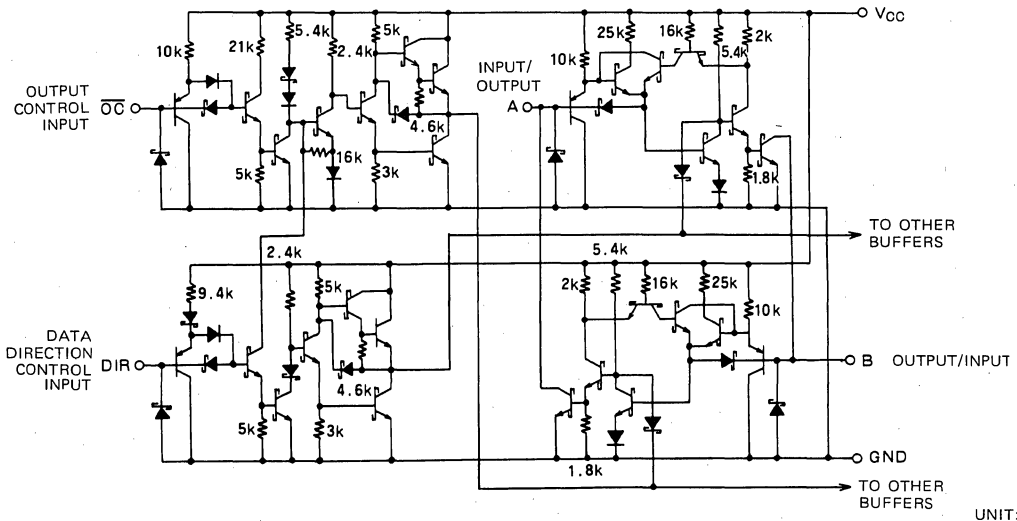 5.4k
5k
VCC
10k
21k
2.4k
OUTPUT
CONTROL
INPUT
OC
4.6k
16k
5k
3k
INPUT/
OUTPUT
A
10k
25k
16k
5.4k
2k
1.8k
TO OTHER
BUFFERS
2.4k
9.4k
5k
DATA
DIRECTION
CONTROL
INPUT
DIR
4.6k
5k
3k
5.4k
2k
16k
25k
10k
B OUTPUT/INPUT
1.8k
GND
TO OTHER
BUFFERS
UNIT: